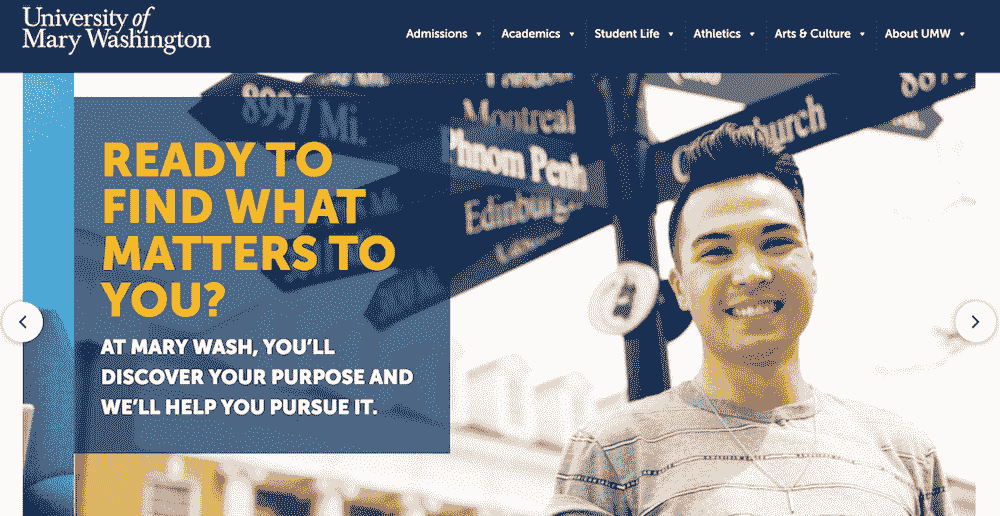 University of
Mary Washington
Admissions
Academics
Student Life
Athletics
Arts & Culture
About UMW
8997 Mi.
Montreal
Phnom Penh
Edinburg
READY TO
FIND WHAT
MATTERS TO
YOU?
AT MARY WASH, YOU'LL
DISCOVER YOUR PURPOSE AND
WE'LL HELP YOU PURSUE IT.